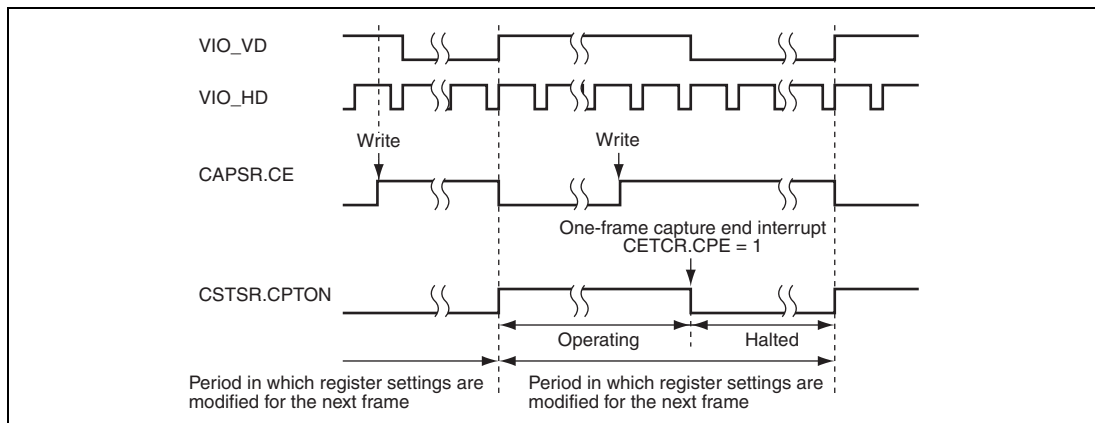 VIO_VD
VIO_HD
Write
Write
CAPSR.CE
One-frame capture end interrupt
CETCR.CPE = 1
CSTSR.CPTON
Operating
Halted
Period in which register settings are
modified for the next frame
Period in which register settings are
modified for the next frame